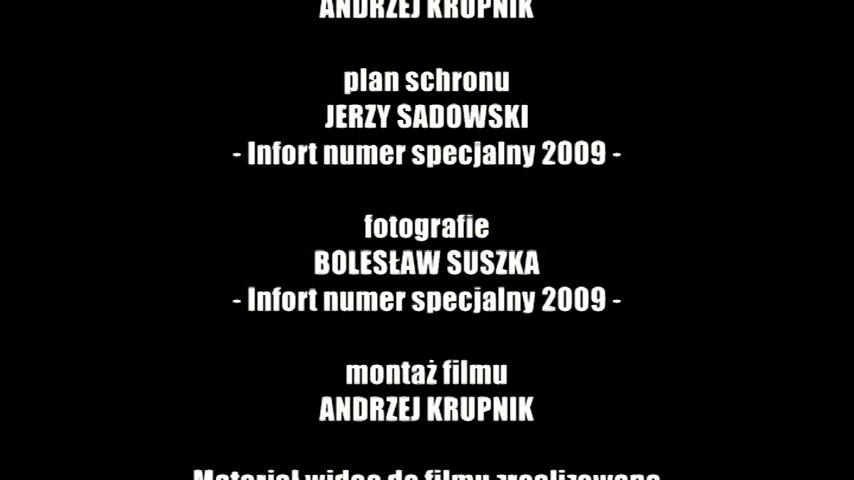 ANDRZEJ KRUPNIK
plan schronu
JERZY SADOWSKI
- Infort numer specjalny 2009 -
fotografie
BOLESŁAW SUSZKA
- Infort numer specjalny 2009 -
montaż filmu
ANDRZEJ KRUPNIK
Materiał wideo do filmu zrealizowano